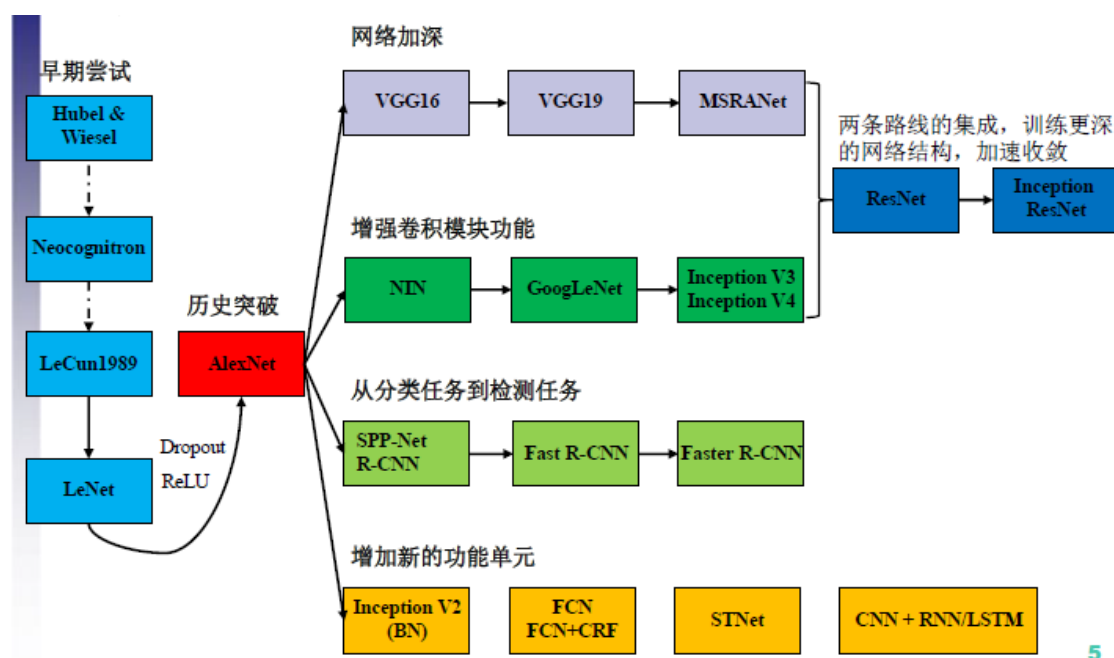 早期尝试
Hubel &
Wiesel
Neocognitron
LeCun1989
LeNet
Dropout
ReLU
历史突破
AlexNet
网络加深
VGG16
VGG19
MSRANet
增强卷积模块功能
NIN
GoogLeNet
Inception V3
Inception V4
两条路线的集成，训练更深
的网络结构，加速收敛
ResNet
Inception
ResNet
从分类任务到检测任务
SPP-Net
R-CNN
Fast R-CNN
Faster R-CNN
增加新的功能单元
Inception V2
(BN)
FCN
FCN+CRF
STNet
CNN + RNN/LSTM
5